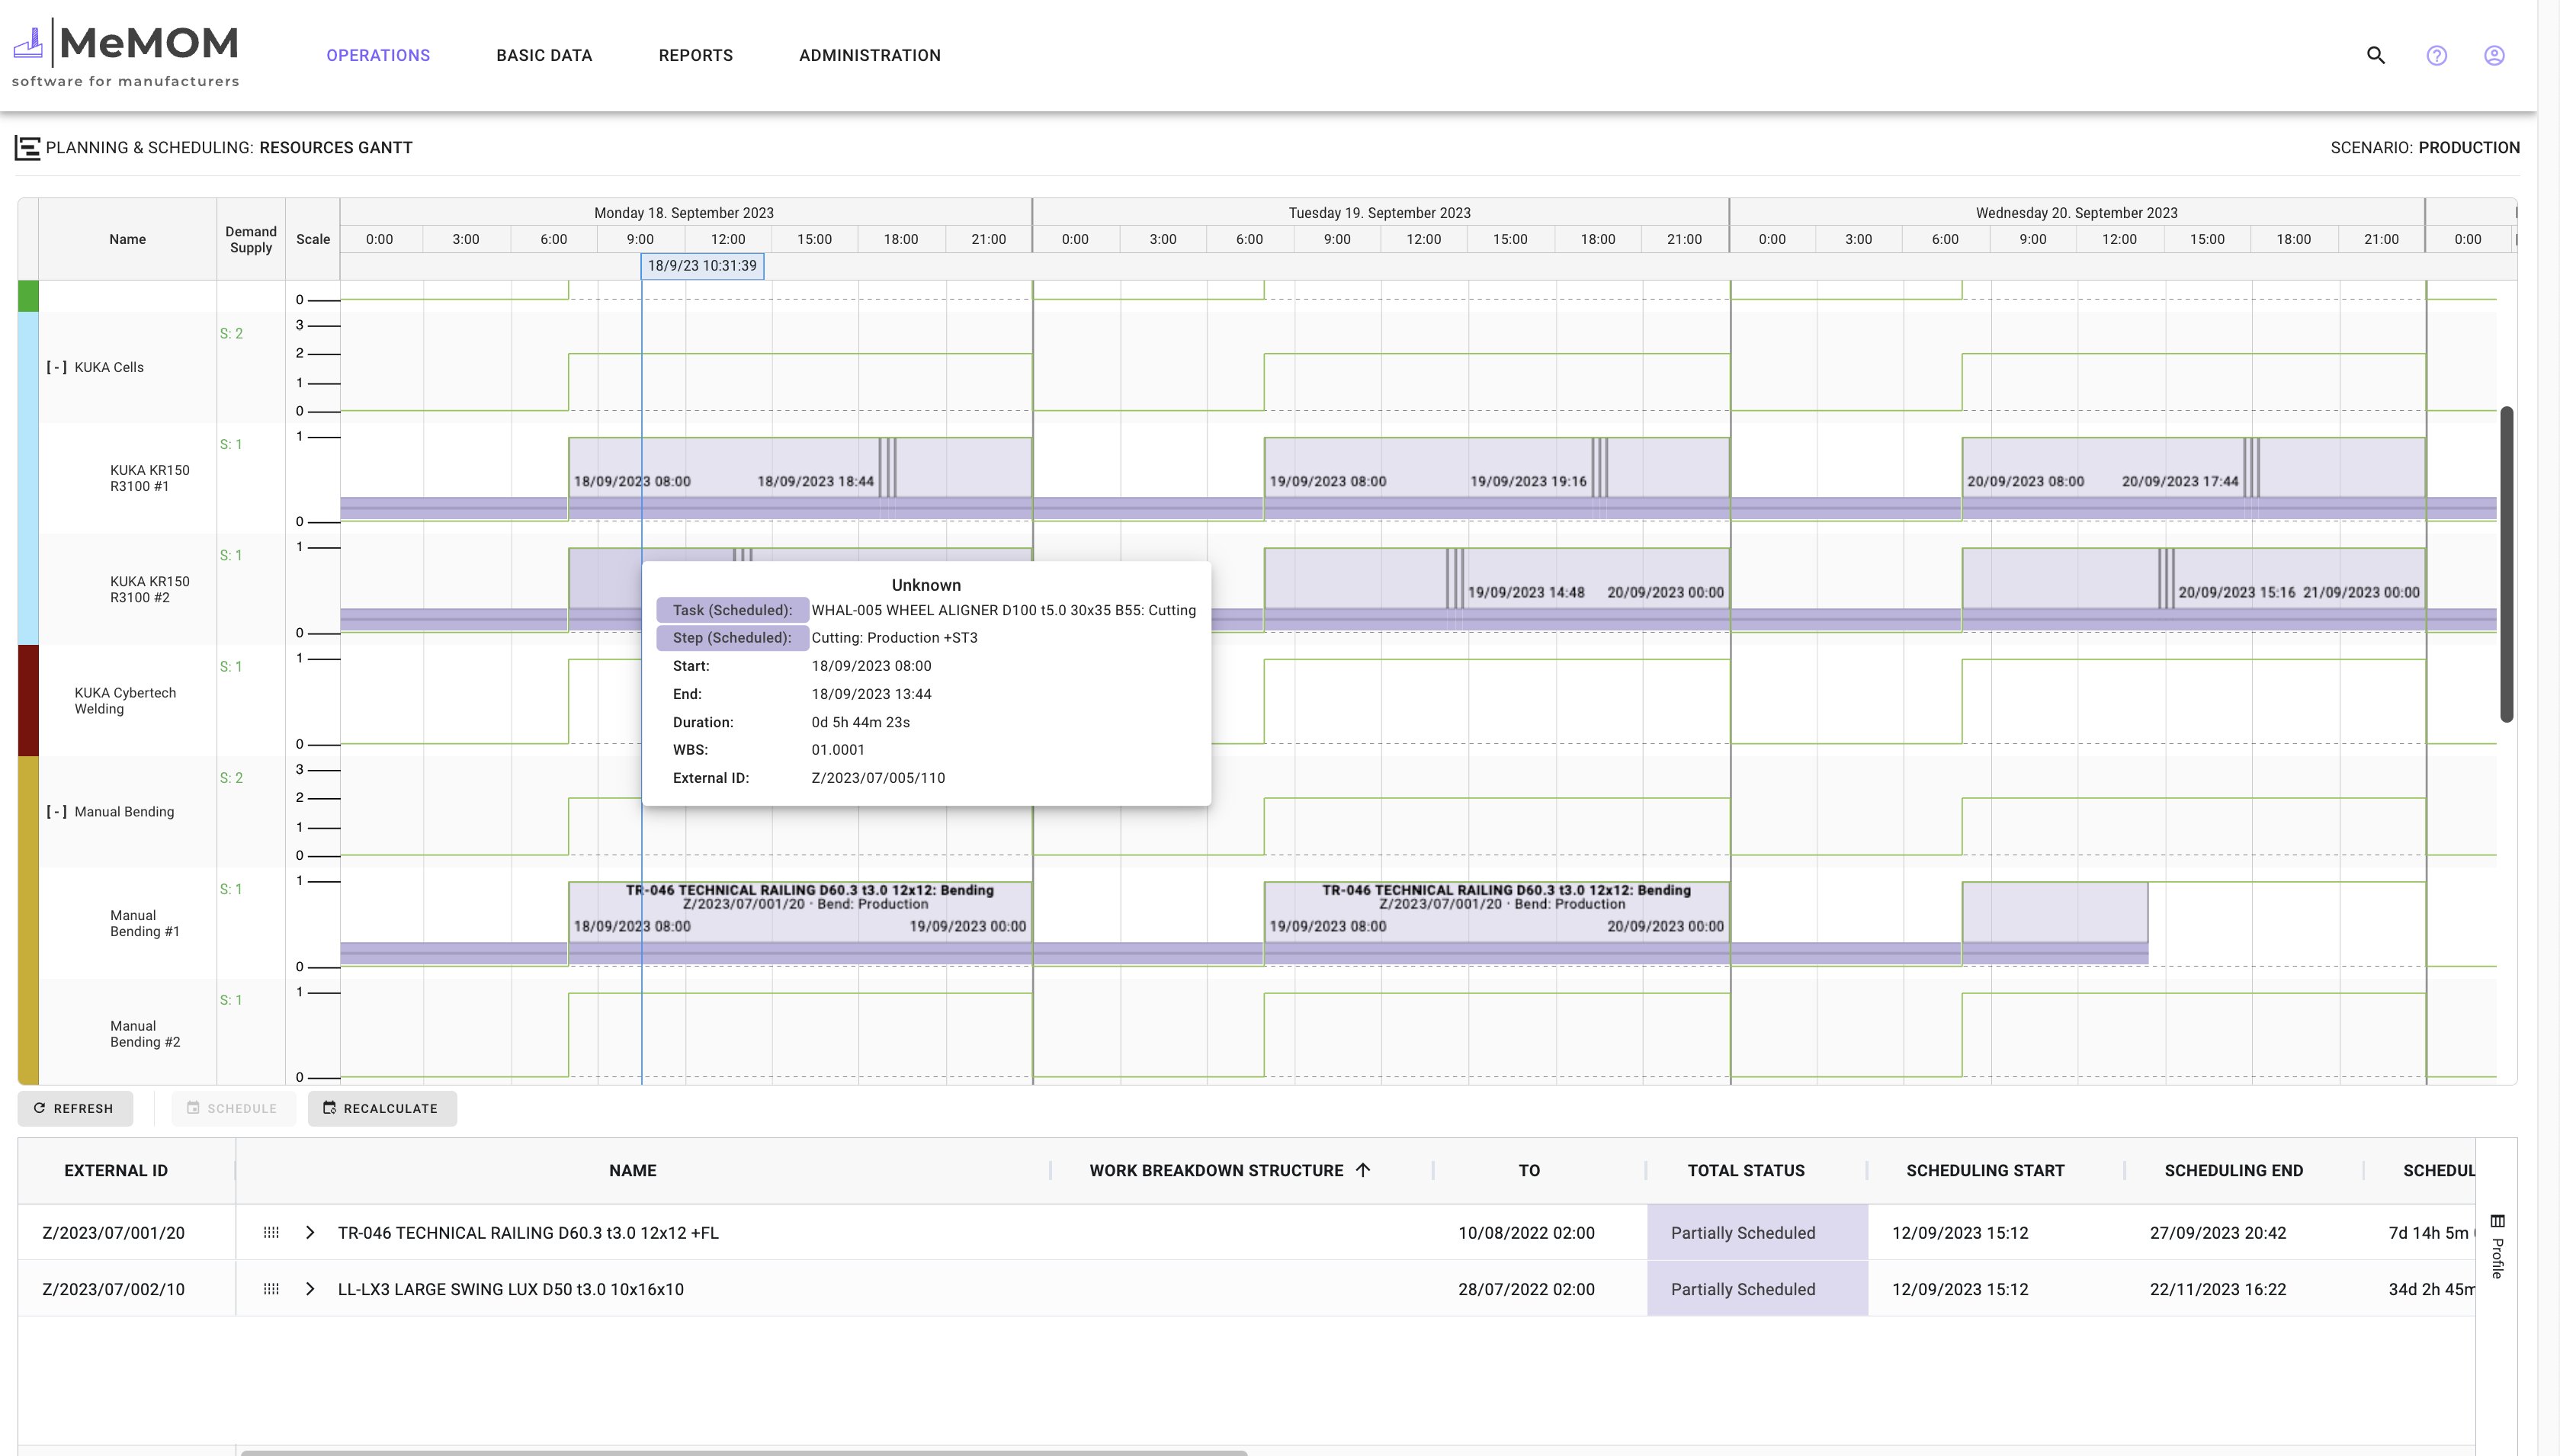 MeMOM
software for manufacturers
OPERATIONS BASIC DATA REPORTS ADMINISTRATION
PLANNING & SCHEDULING: RESOURCES GANTT
SCENARIO: PRODUCTION
Name Demand Supply Scale
Monday 18. September 2023 Tuesday 19. September 2023 Wednesday 20. September 2023
0:00 3:00 6:00 9:00 12:00 15:00 18:00 21:00 0:00 3:00 6:00 9:00 12:00 15:00 18:00 21:00 0:00 3:00 6:00 9:00 12:00 15:00 18:00 21:00 0:00
18/9/23 10:31:39
0
[-] KUKA Cells
S: 2
3
2
1
0
KUKA KR150
R3100 #1
S: 1
1
0
18/09/2023 08:00 18/09/2023 18:44 19/09/2023 08:00 19/09/2023 19:16 20/09/2023 08:00 20/09/2023 17:44
KUKA KR150
R3100 #2
S: 1
1
0
19/09/2023 14:48 20/09/2023 00:00 20/09/2023 15:16 21/09/2023 00:00
Unknown
Task (Scheduled): WHAL-005 WHEEL ALIGNER D100 t5.0 30x35 B55: Cutting
Step (Scheduled): Cutting: Production +ST3
Start: 18/09/2023 08:00
End: 18/09/2023 13:44
Duration: 0d 5h 44m 23s
WBS: 01.0001
External ID: Z/2023/07/005/110
KUKA Cybertech
Welding
S: 1
1
0
[-] Manual Bending
S: 2
3
2
1
0
Manual
Bending #1
S: 1
1
0
TR-046 TECHNICAL RAILING D60.3 t3.0 12x12: Bending
Z/2023/07/001/20 · Bend: Production
18/09/2023 08:00 19/09/2023 00:00
TR-046 TECHNICAL RAILING D60.3 t3.0 12x12: Bending
Z/2023/07/001/20 · Bend: Production
19/09/2023 08:00 20/09/2023 00:00
Manual
Bending #2
S: 1
1
0
REFRESH SCHEDULE RECALCULATE
EXTERNAL ID NAME WORK BREAKDOWN STRUCTURE TO TOTAL STATUS SCHEDULING START SCHEDULING END SCHEDUL
Z/2023/07/001/20 TR-046 TECHNICAL RAILING D60.3 t3.0 12x12 +FL 10/08/2022 02:00 Partially Scheduled 12/09/2023 15:12 27/09/2023 20:42 7d 14h 5m
Z/2023/07/002/10 LL-LX3 LARGE SWING LUX D50 t3.0 10x16x10 28/07/2022 02:00 Partially Scheduled 12/09/2023 15:12 22/11/2023 16:22 34d 2h 45m
Profile